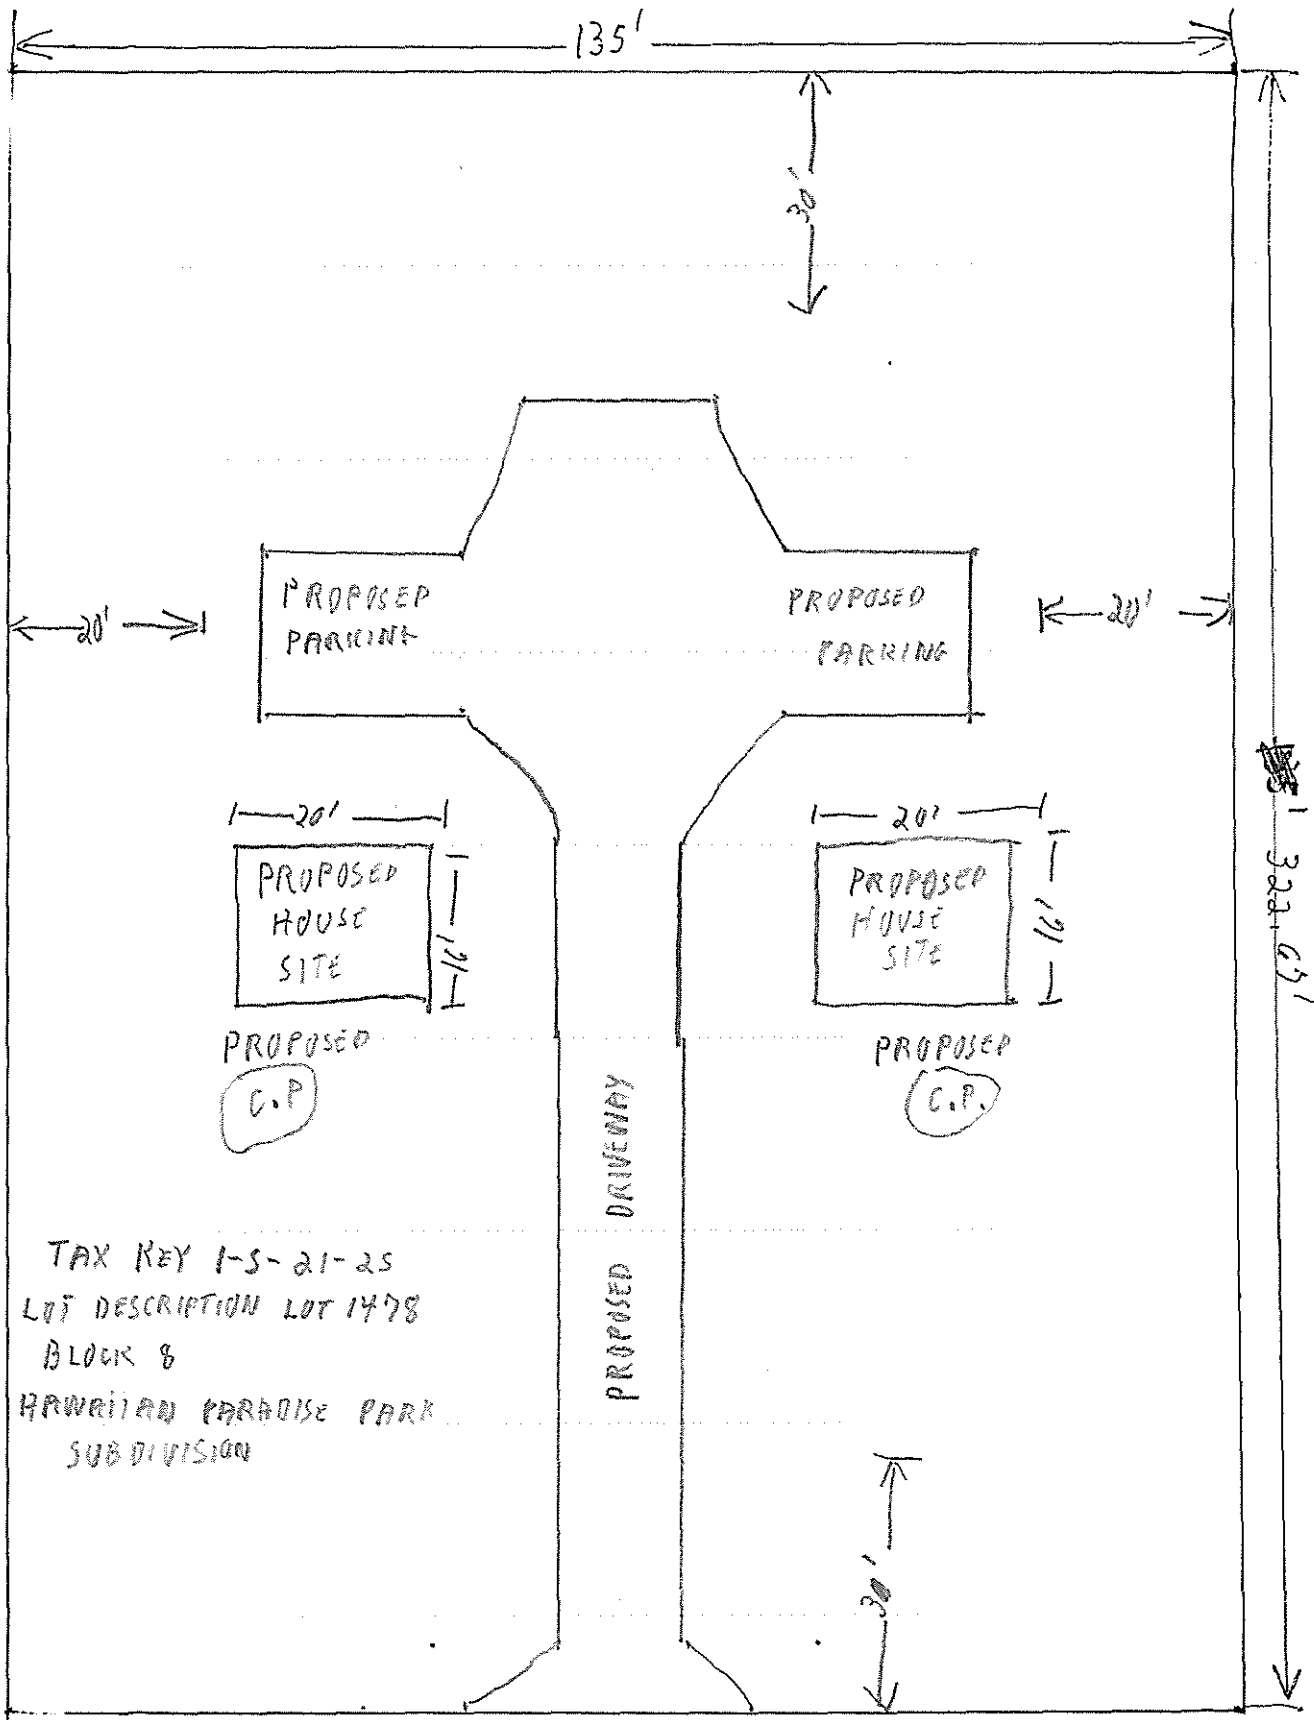 135'
30'
PROPOSED
PARKING
PROPOSED
PARKING
20'
20'
20'
20'
PROPOSED
HOUSE
SITE
16'
PROPOSED
HOUSE
SITE
16'
322.67'
PROPOSED
C.P
PROPOSED
C.P.
PROPOSED DRIVEWAY
TAX KEY 1-5-21-25
LOT DESCRIPTION LOT 1478
BLOCK 8
HAWAIIAN PARADISE PARK
SUBDIVISION
30'